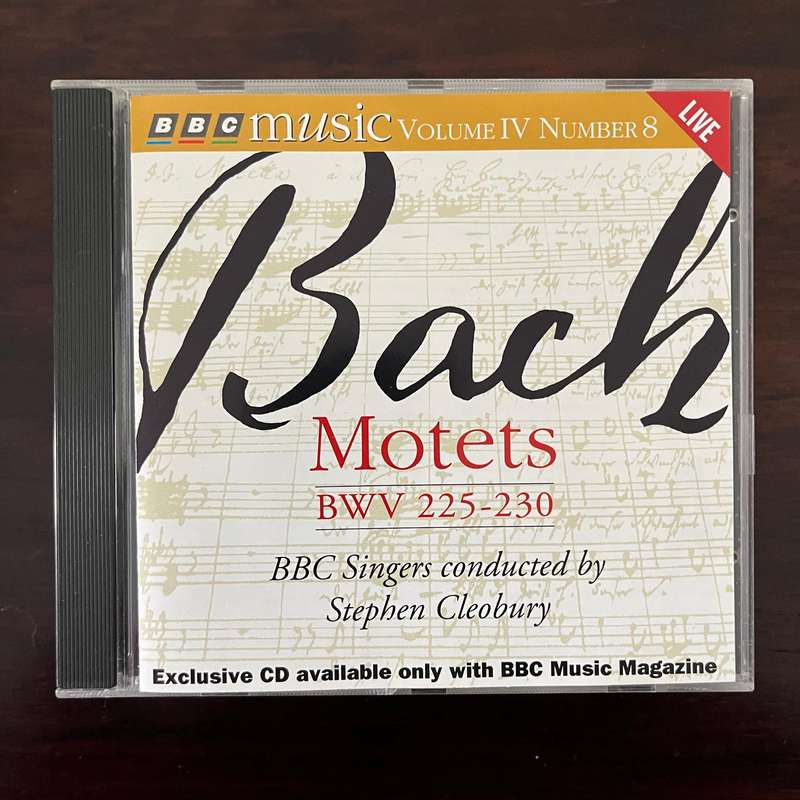 BBC music VOLUME IV NUMBER 8
LIVE
Bach
Motets
BWV 225-230
BBC Singers conducted by
Stephen Cleobury
Exclusive CD available only with BBC Music Magazine